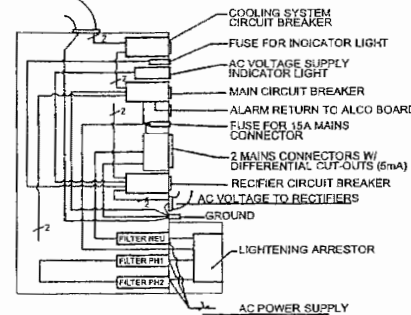 COOLING SYSTEM
CIRCUIT BREAKER
FUSE FOR INDICATOR LIGHT
AC VOLTAGE SUPPLY
INDICATOR LIGHT
MAIN CIRCUIT BREAKER
ALARM RETURN TO ALCO BOARD
FUSE FOR 15A MAINS
CONNECTOR
2 MAINS CONNECTORS W/
DIFFERENTIAL CUT-OUTS (5mA)
RECIFIER CIRCUIT BREAKER
AC VOLTAGE TO RECTIFIERS
GROUND
LIGHTENING ARRESTOR
AC POWER SUPPLY
2
2
2
2
2
FILTER NEU
FILTER PH1
FILTER PH2